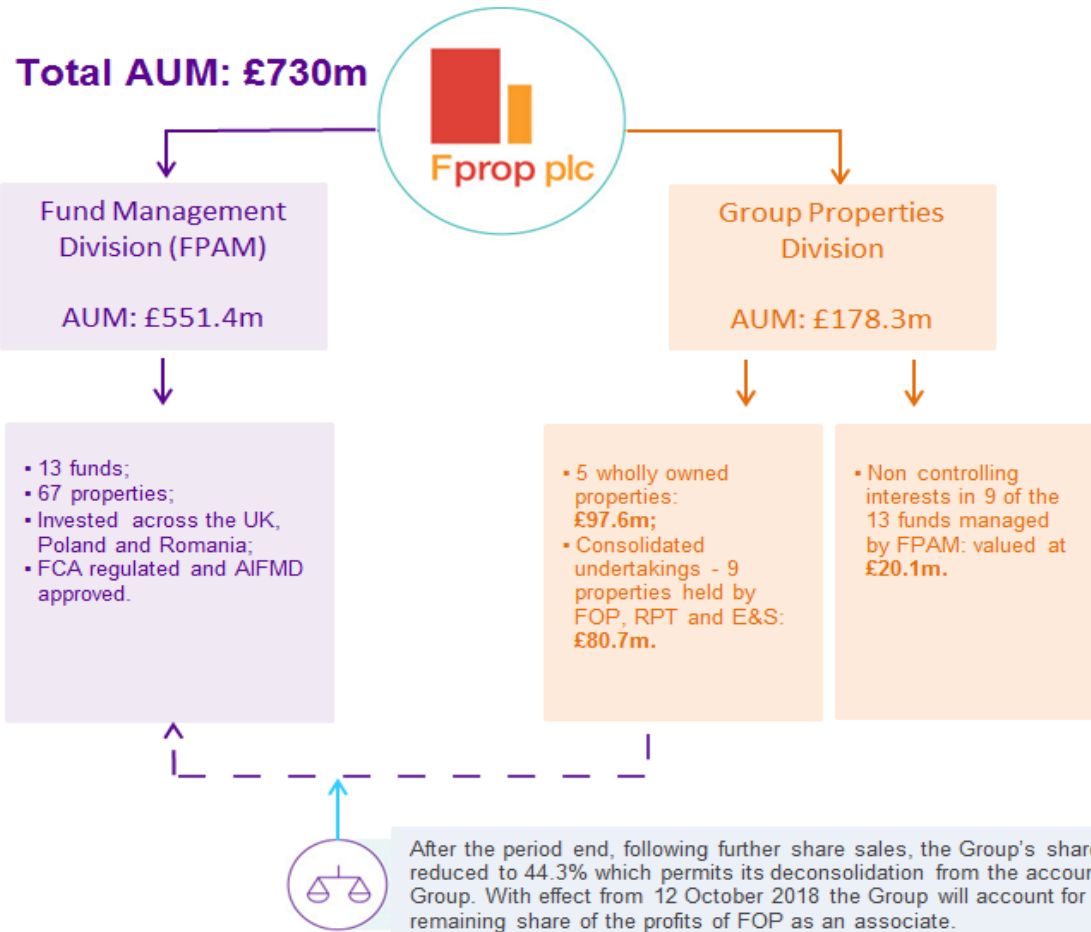 Total AUM: £730m
Fprop plc
Fund Management
Division (FPAM)
AUM: £551.4m
Group Properties
Division
AUM: £178.3m
▪ 13 funds;
▪ 67 properties;
▪ Invested across the UK,
Poland and Romania;
▪ FCA regulated and AIFMD
approved.
▪ 5 wholly owned
properties:
£97.6m;
▪ Consolidated
undertakings - 9
properties held by
FOP, RPT and E&S:
£80.7m.
▪ Non controlling
interests in 9 of the
13 funds managed
by FPAM: valued at
£20.1m.
After the period end, following further share sales, the Group's
reduced to 44.3% which permits its deconsolidation from the
Group. With effect from 12 October 2018 the Group will account for
remaining share of the profits of FOP as an associate.